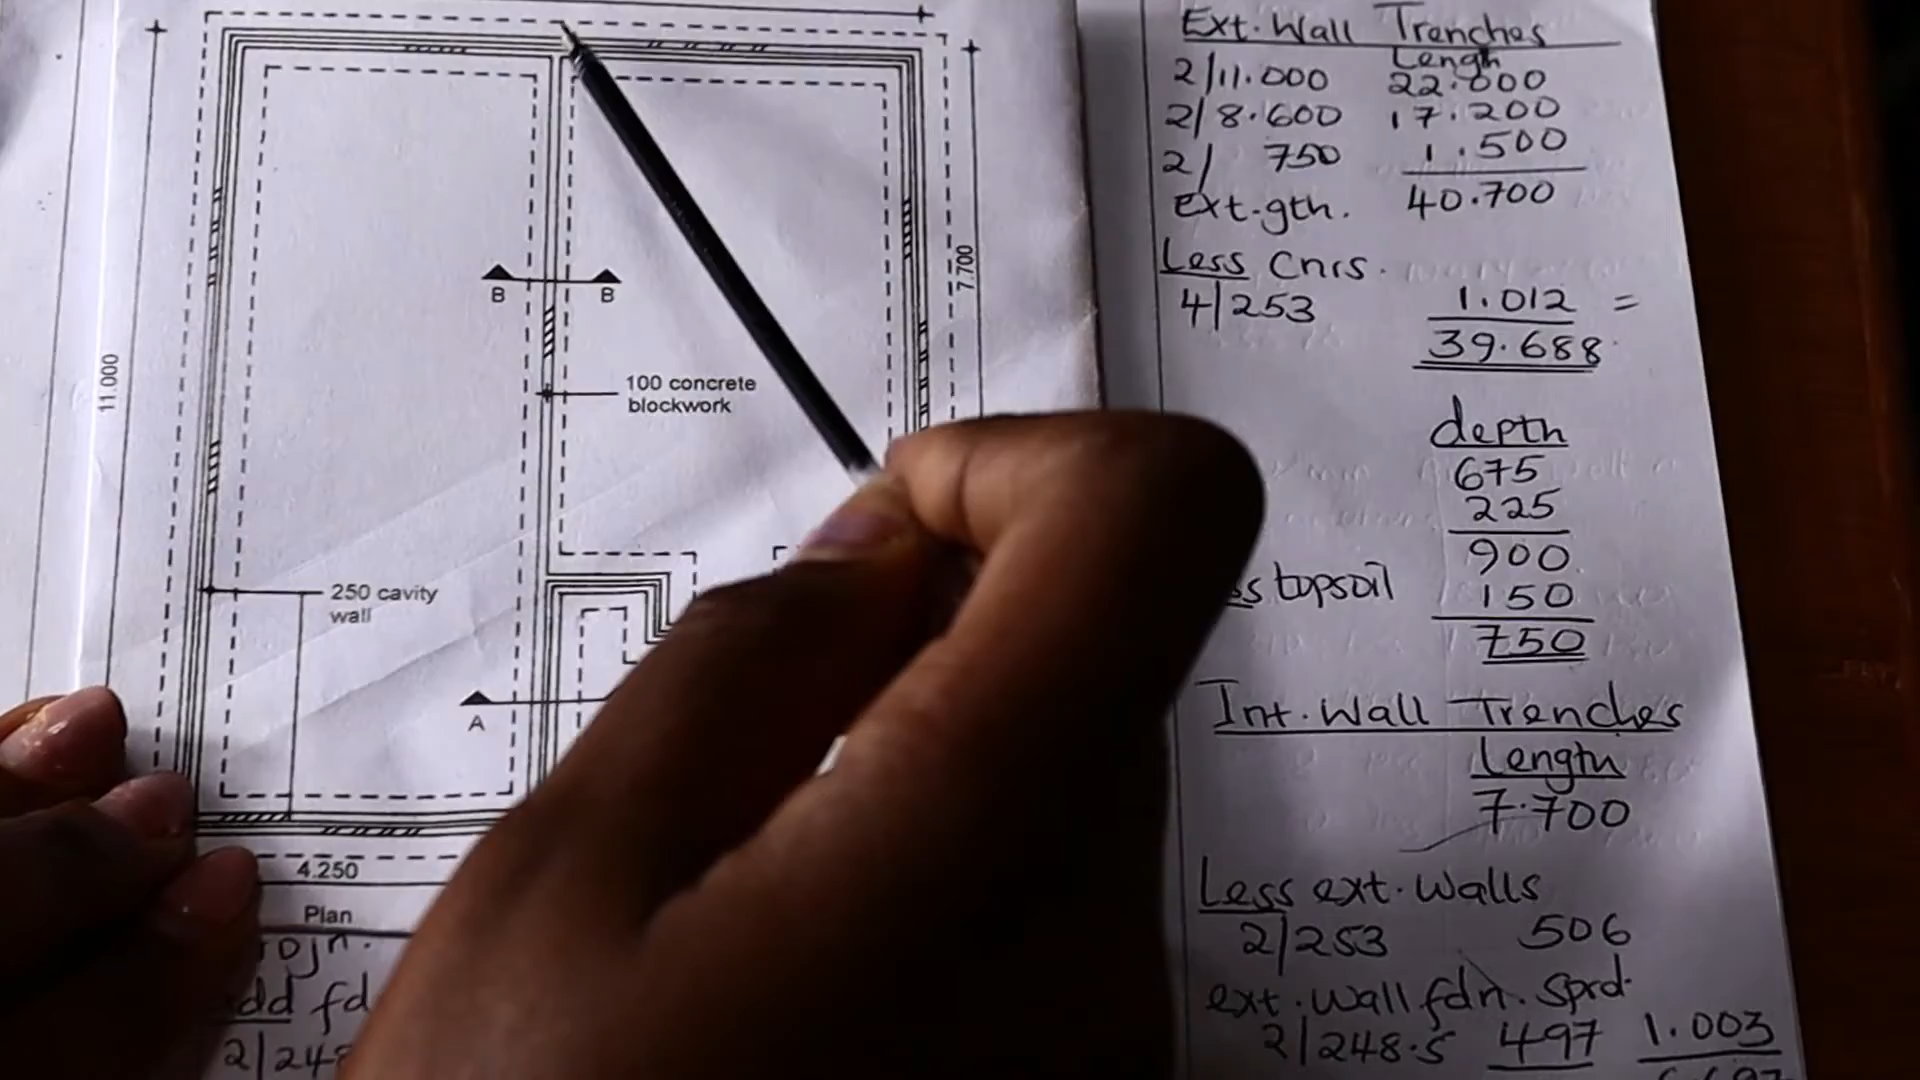 11.000
7.700
B B
100 concrete
blockwork
250 cavity
wall
A
4.250
Plan
2|248
Ext. Wall Trenches
Length
2/11.000 22.000
2/8.600 17.200
2/ 750 1.500
Ext. gth. 40.700
Less Cnrs.
4|253 1.012 =
39.688
depth
675
225
900
topsoil 150
750
Int. Wall Trenches
Length
7.700
Less ext. Walls
2|253 506
ext. wall fdn. sprd.
2|248.5 497 1.003